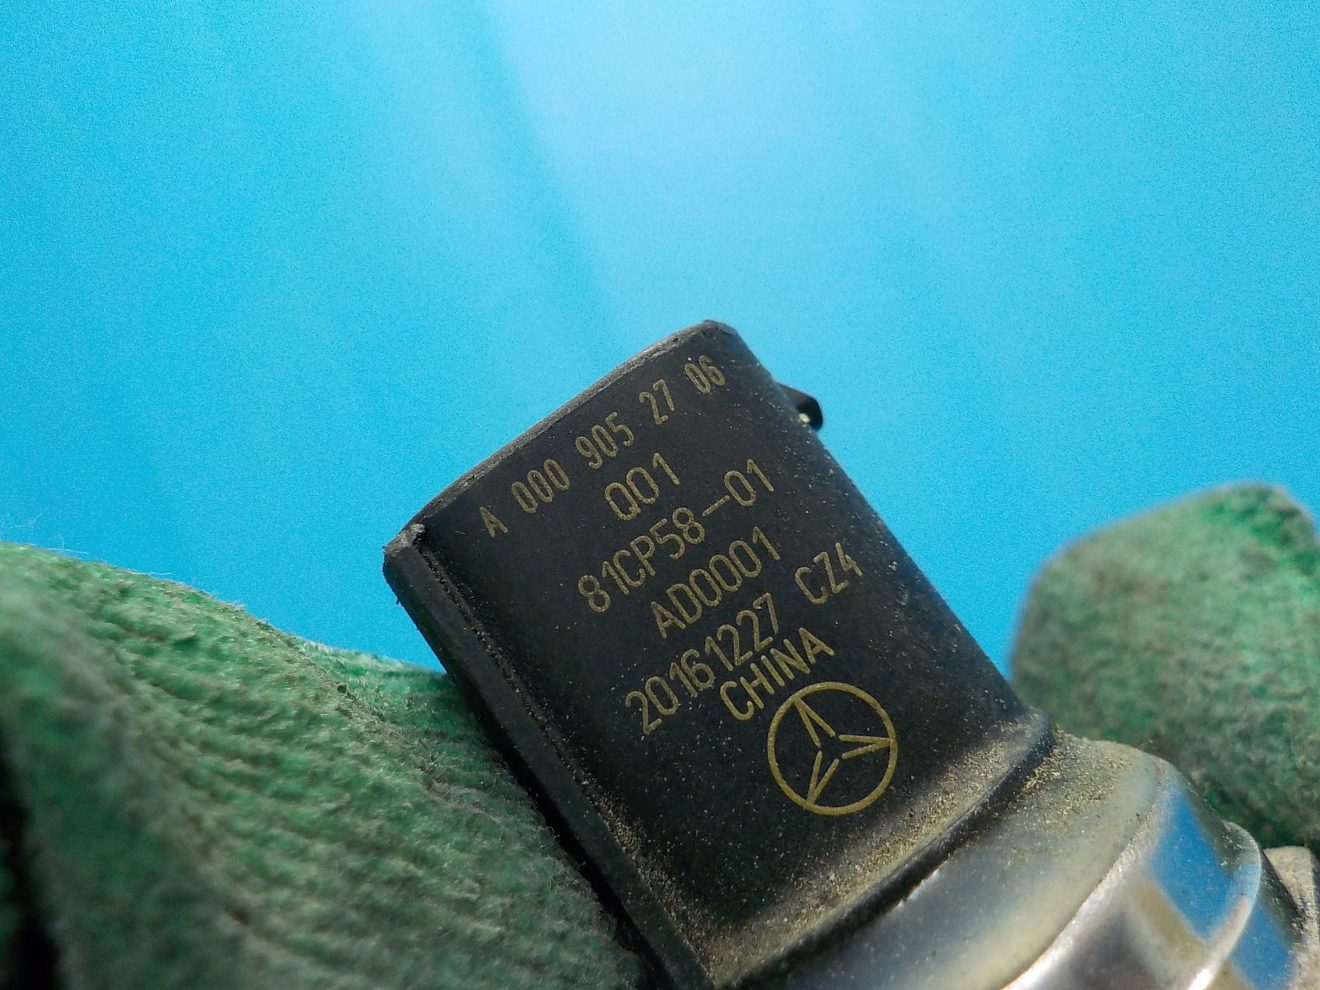 A 000 905 27 06
Q01
81CP58-01
AD0001
20161227 CZ4
CHINA